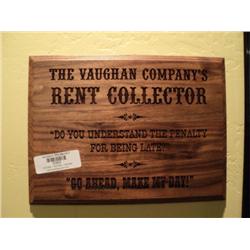 THE VAUGHAN COMPANY'S
RENT COLLECTOR
"DO YOU UNDERSTAND THE PENALTY
FOR BEING LATE?"
"GO AHEAD, MAKE MY DAY!"